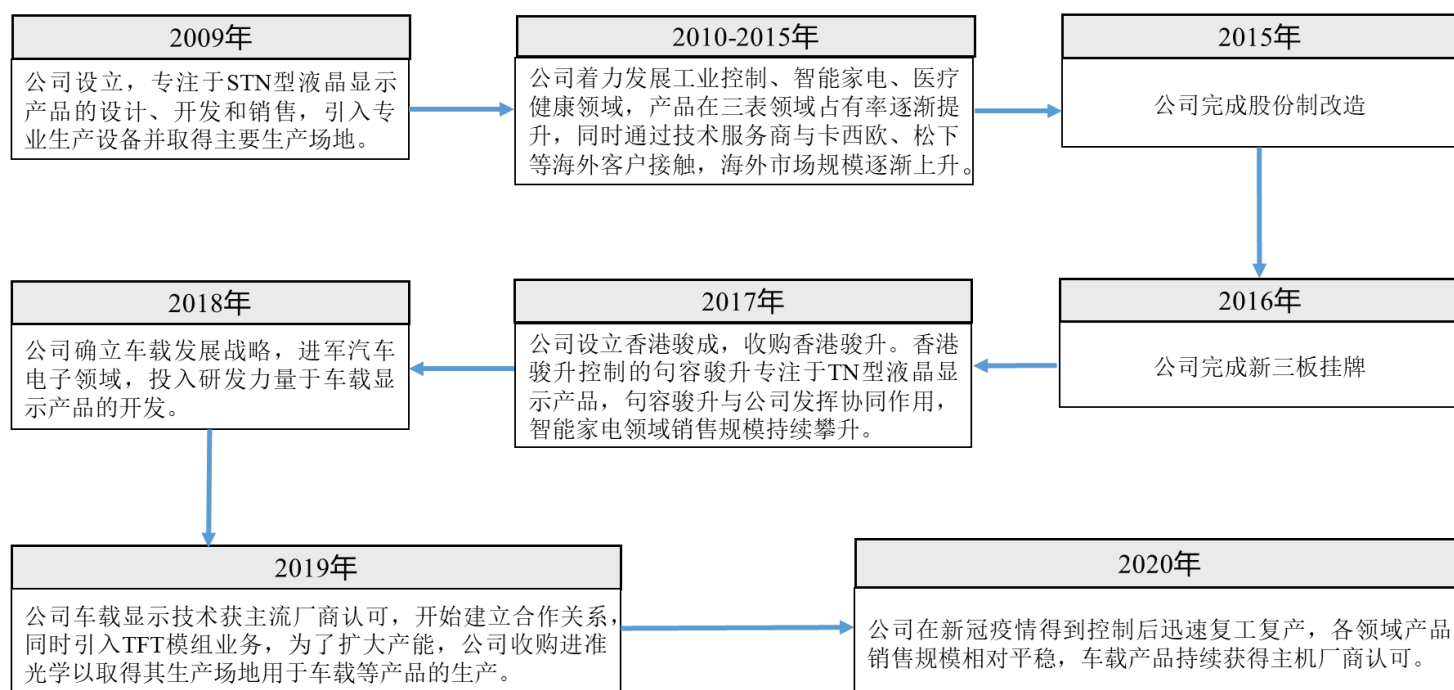 2009年
公司设立，专注于STN型液晶显示
产品的设计、开发和销售，引入专
业生产设备并取得主要生产场地。
2010-2015年
公司着力发展工业控制、智能家电、医疗
健康领域，产品在三表领域占有率逐渐提
升，同时通过技术服务商与卡西欧、松下
等海外客户接触，海外市场规模逐渐上升。
2015年
公司完成股份制改造
2016年
公司完成新三板挂牌
2017年
公司设立香港骏成，收购香港骏升。香港
骏升控制的句容骏升专注于TN型液晶显
示产品，句容骏升与公司发挥协同作用，
智能家电领域销售规模持续攀升。
2018年
公司确立车载发展战略，进军汽车
电子领域，投入研发力量于车载显
示产品的开发。
2019年
公司车载显示技术获主流厂商认可，开始建立合作关系，
同时引入TFT模组业务，为了扩大产能，公司收购进准
光学以取得其生产场地用于车载等产品的生产。
2020年
公司在新冠疫情得到控制后迅速复工复产，各领域产品
销售规模相对平稳，车载产品持续获得主机厂商认可。